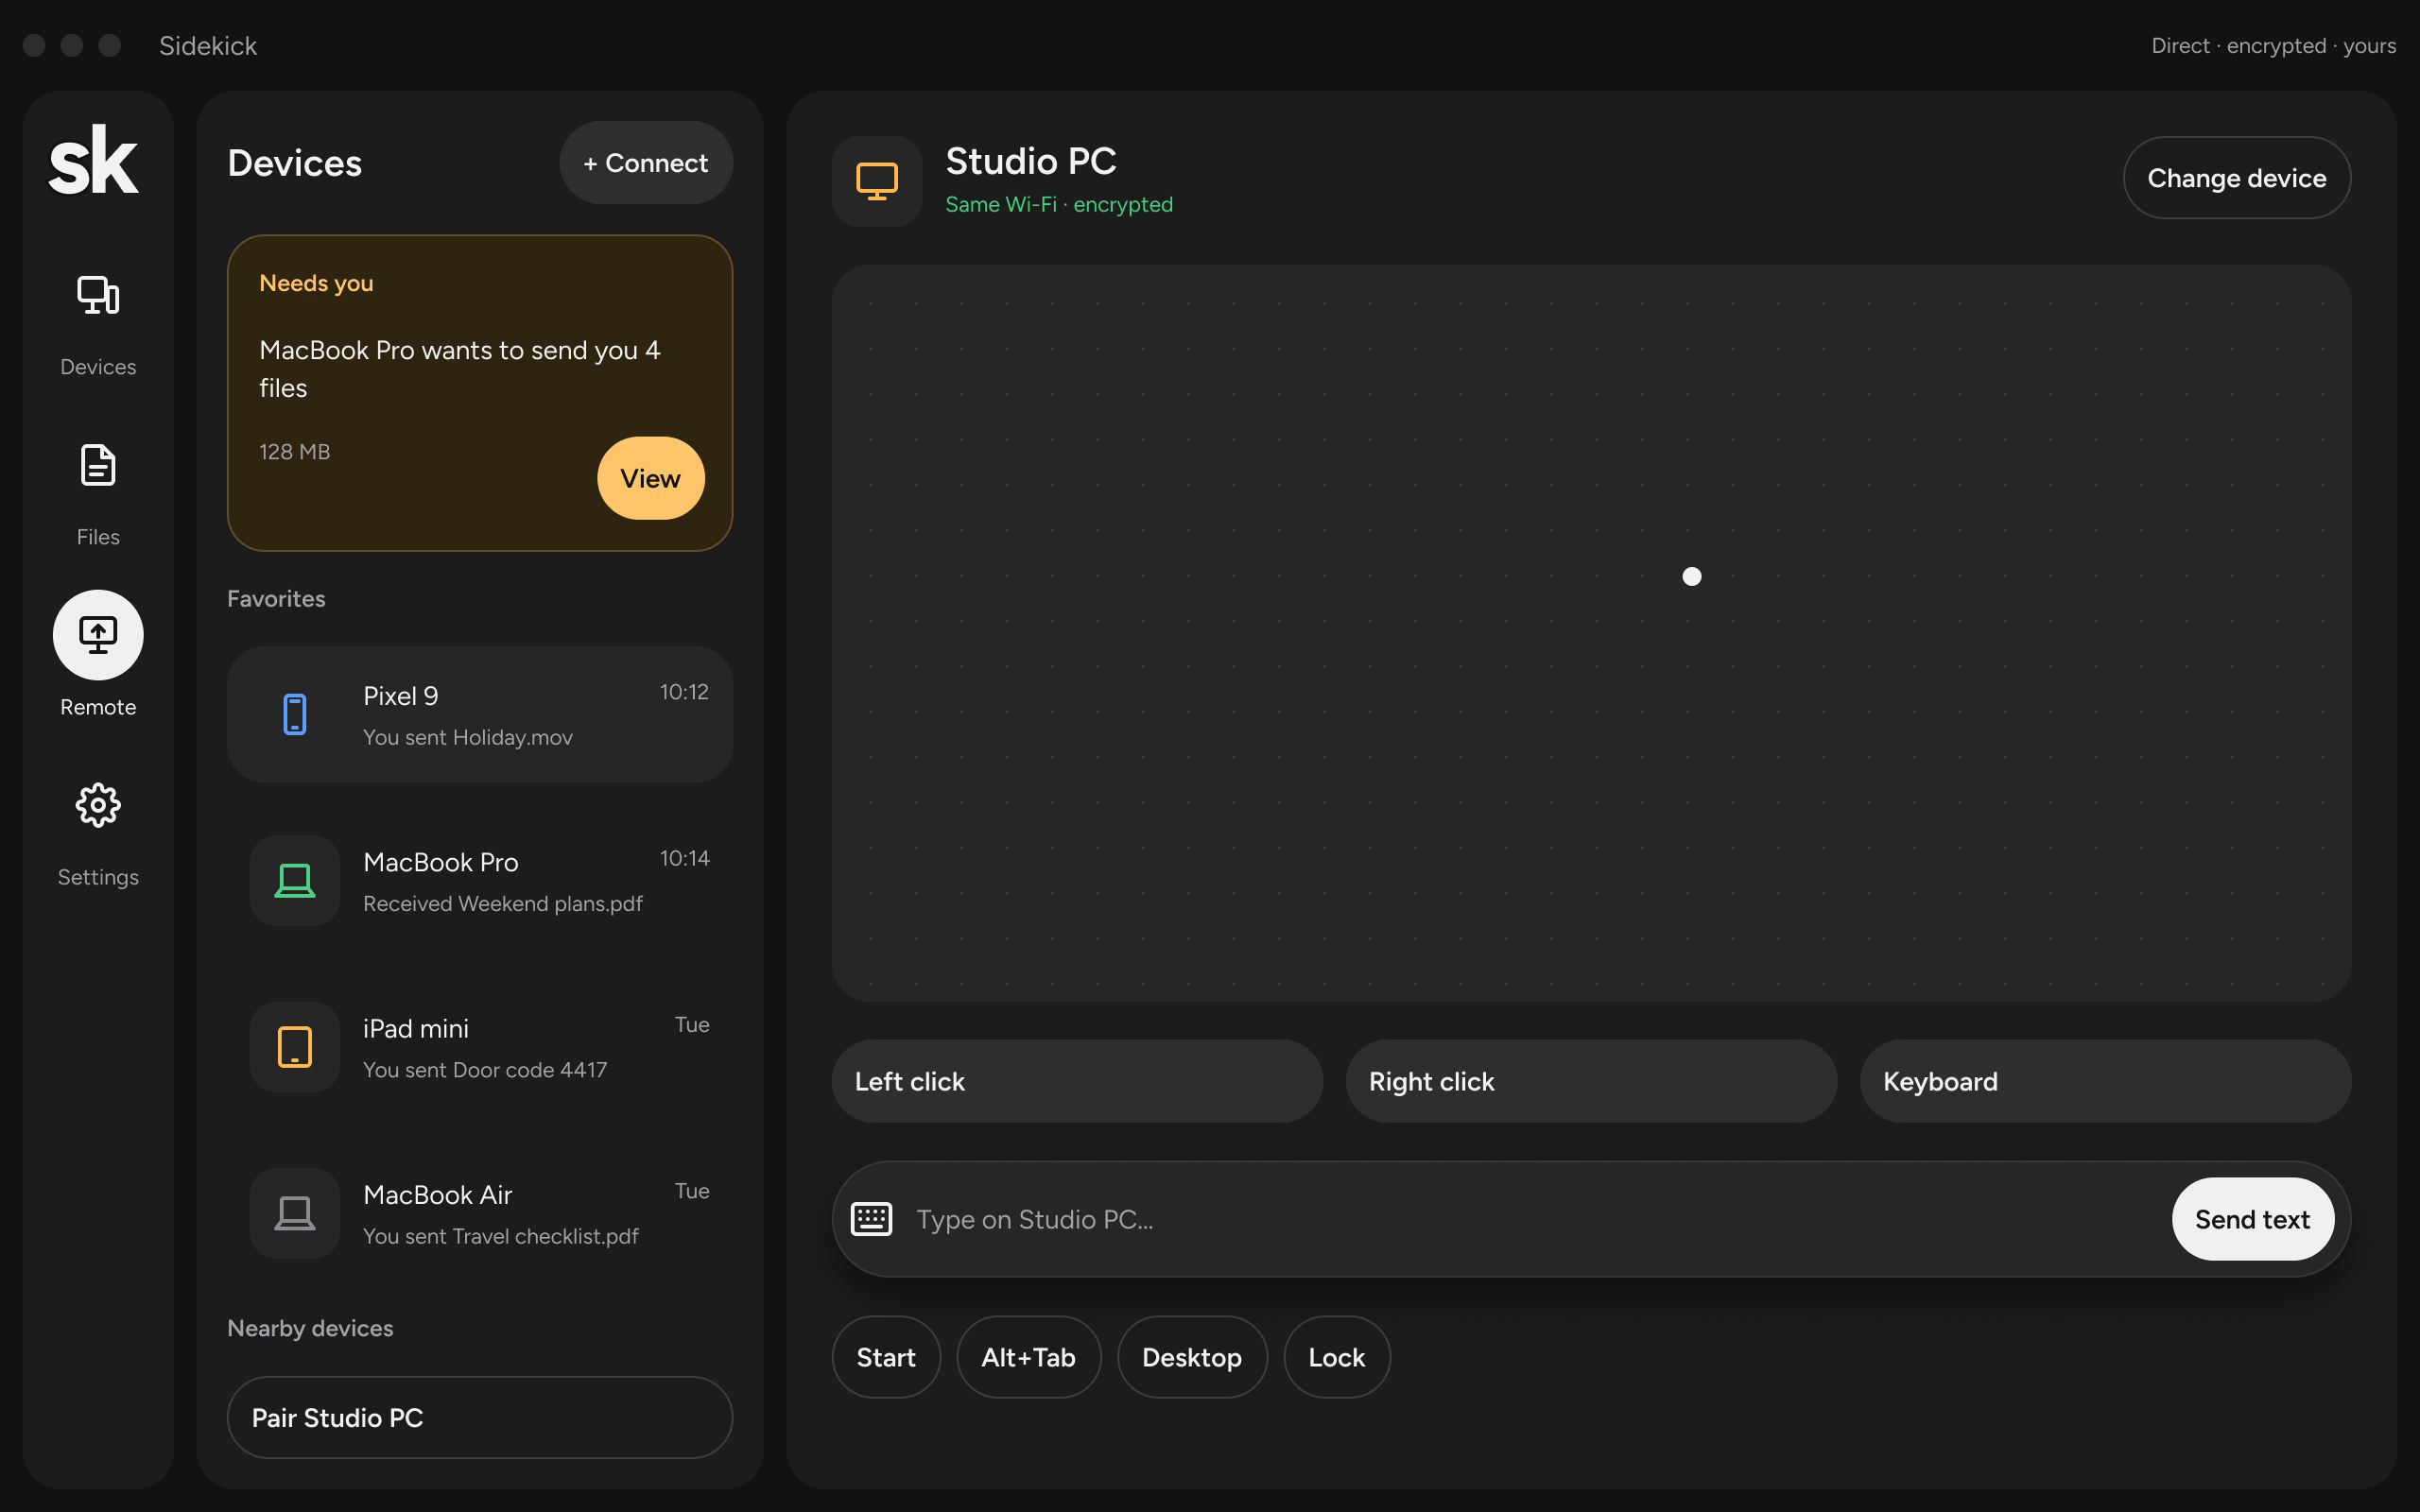 Sidekick
Direct · encrypted · yours
sk
Devices
Files
Remote
Settings
Devices
+ Connect
Needs you
MacBook Pro wants to send you 4
files
128 MB
View
Favorites
Pixel 9
10:12
You sent Holiday.mov
MacBook Pro
10:14
Received Weekend plans.pdf
iPad mini
Tue
You sent Door code 4417
MacBook Air
Tue
You sent Travel checklist.pdf
Nearby devices
Pair Studio PC
Studio PC
Same Wi-Fi · encrypted
Change device
Left click
Right click
Keyboard
Type on Studio PC...
Send text
Start
Alt+Tab
Desktop
Lock